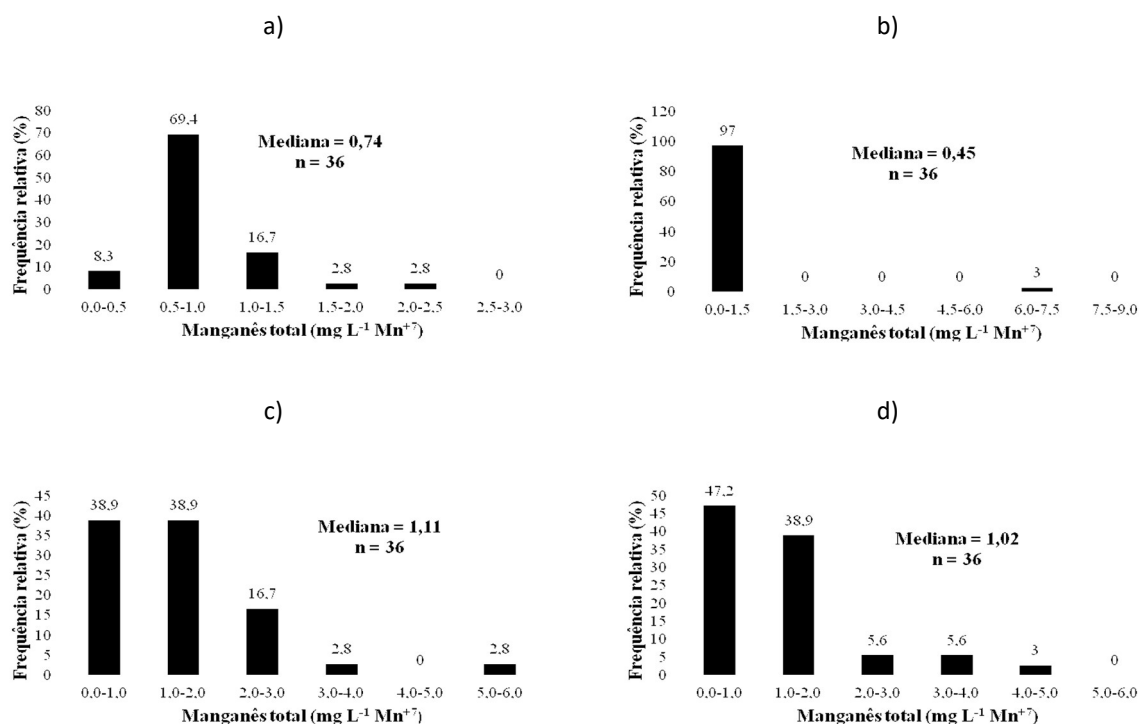 a)
Frequência relativa (%)
80
70
60
50
40
30
20
10
0
8,3
69,4
16,7
2,8
2,8
0
Mediana = 0,74
n = 36
0.0-0.5 0.5-1.0 1.0-1.5 1.5-2.0 2.0-2.5 2.5-3.0
Manganês total (mg L⁻¹ Mn⁺⁷)
b)
Frequência relativa (%)
120
100
80
60
40
20
0
97
0
0
0
3
0
Mediana = 0,45
n = 36
0.0-1.5 1.5-3.0 3.0-4.5 4.5-6.0 6.0-7.5 7.5-9.0
Manganês total (mg L⁻¹ Mn⁺⁷)
c)
Frequência relativa (%)
45
40
35
30
25
20
15
10
5
0
38,9
38,9
16,7
2,8
0
2,8
Mediana = 1,11
n = 36
0.0-1.0 1.0-2.0 2.0-3.0 3.0-4.0 4.0-5.0 5.0-6.0
Manganês total (mg L⁻¹ Mn⁺⁷)
d)
Frequência relativa (%)
50
45
40
35
30
25
20
15
10
5
0
47,2
38,9
5,6
5,6
3
0
Mediana = 1,02
n = 36
0.0-1.0 1.0-2.0 2.0-3.0 3.0-4.0 4.0-5.0 5.0-6.0
Manganês total (mg L⁻¹ Mn⁺⁷)